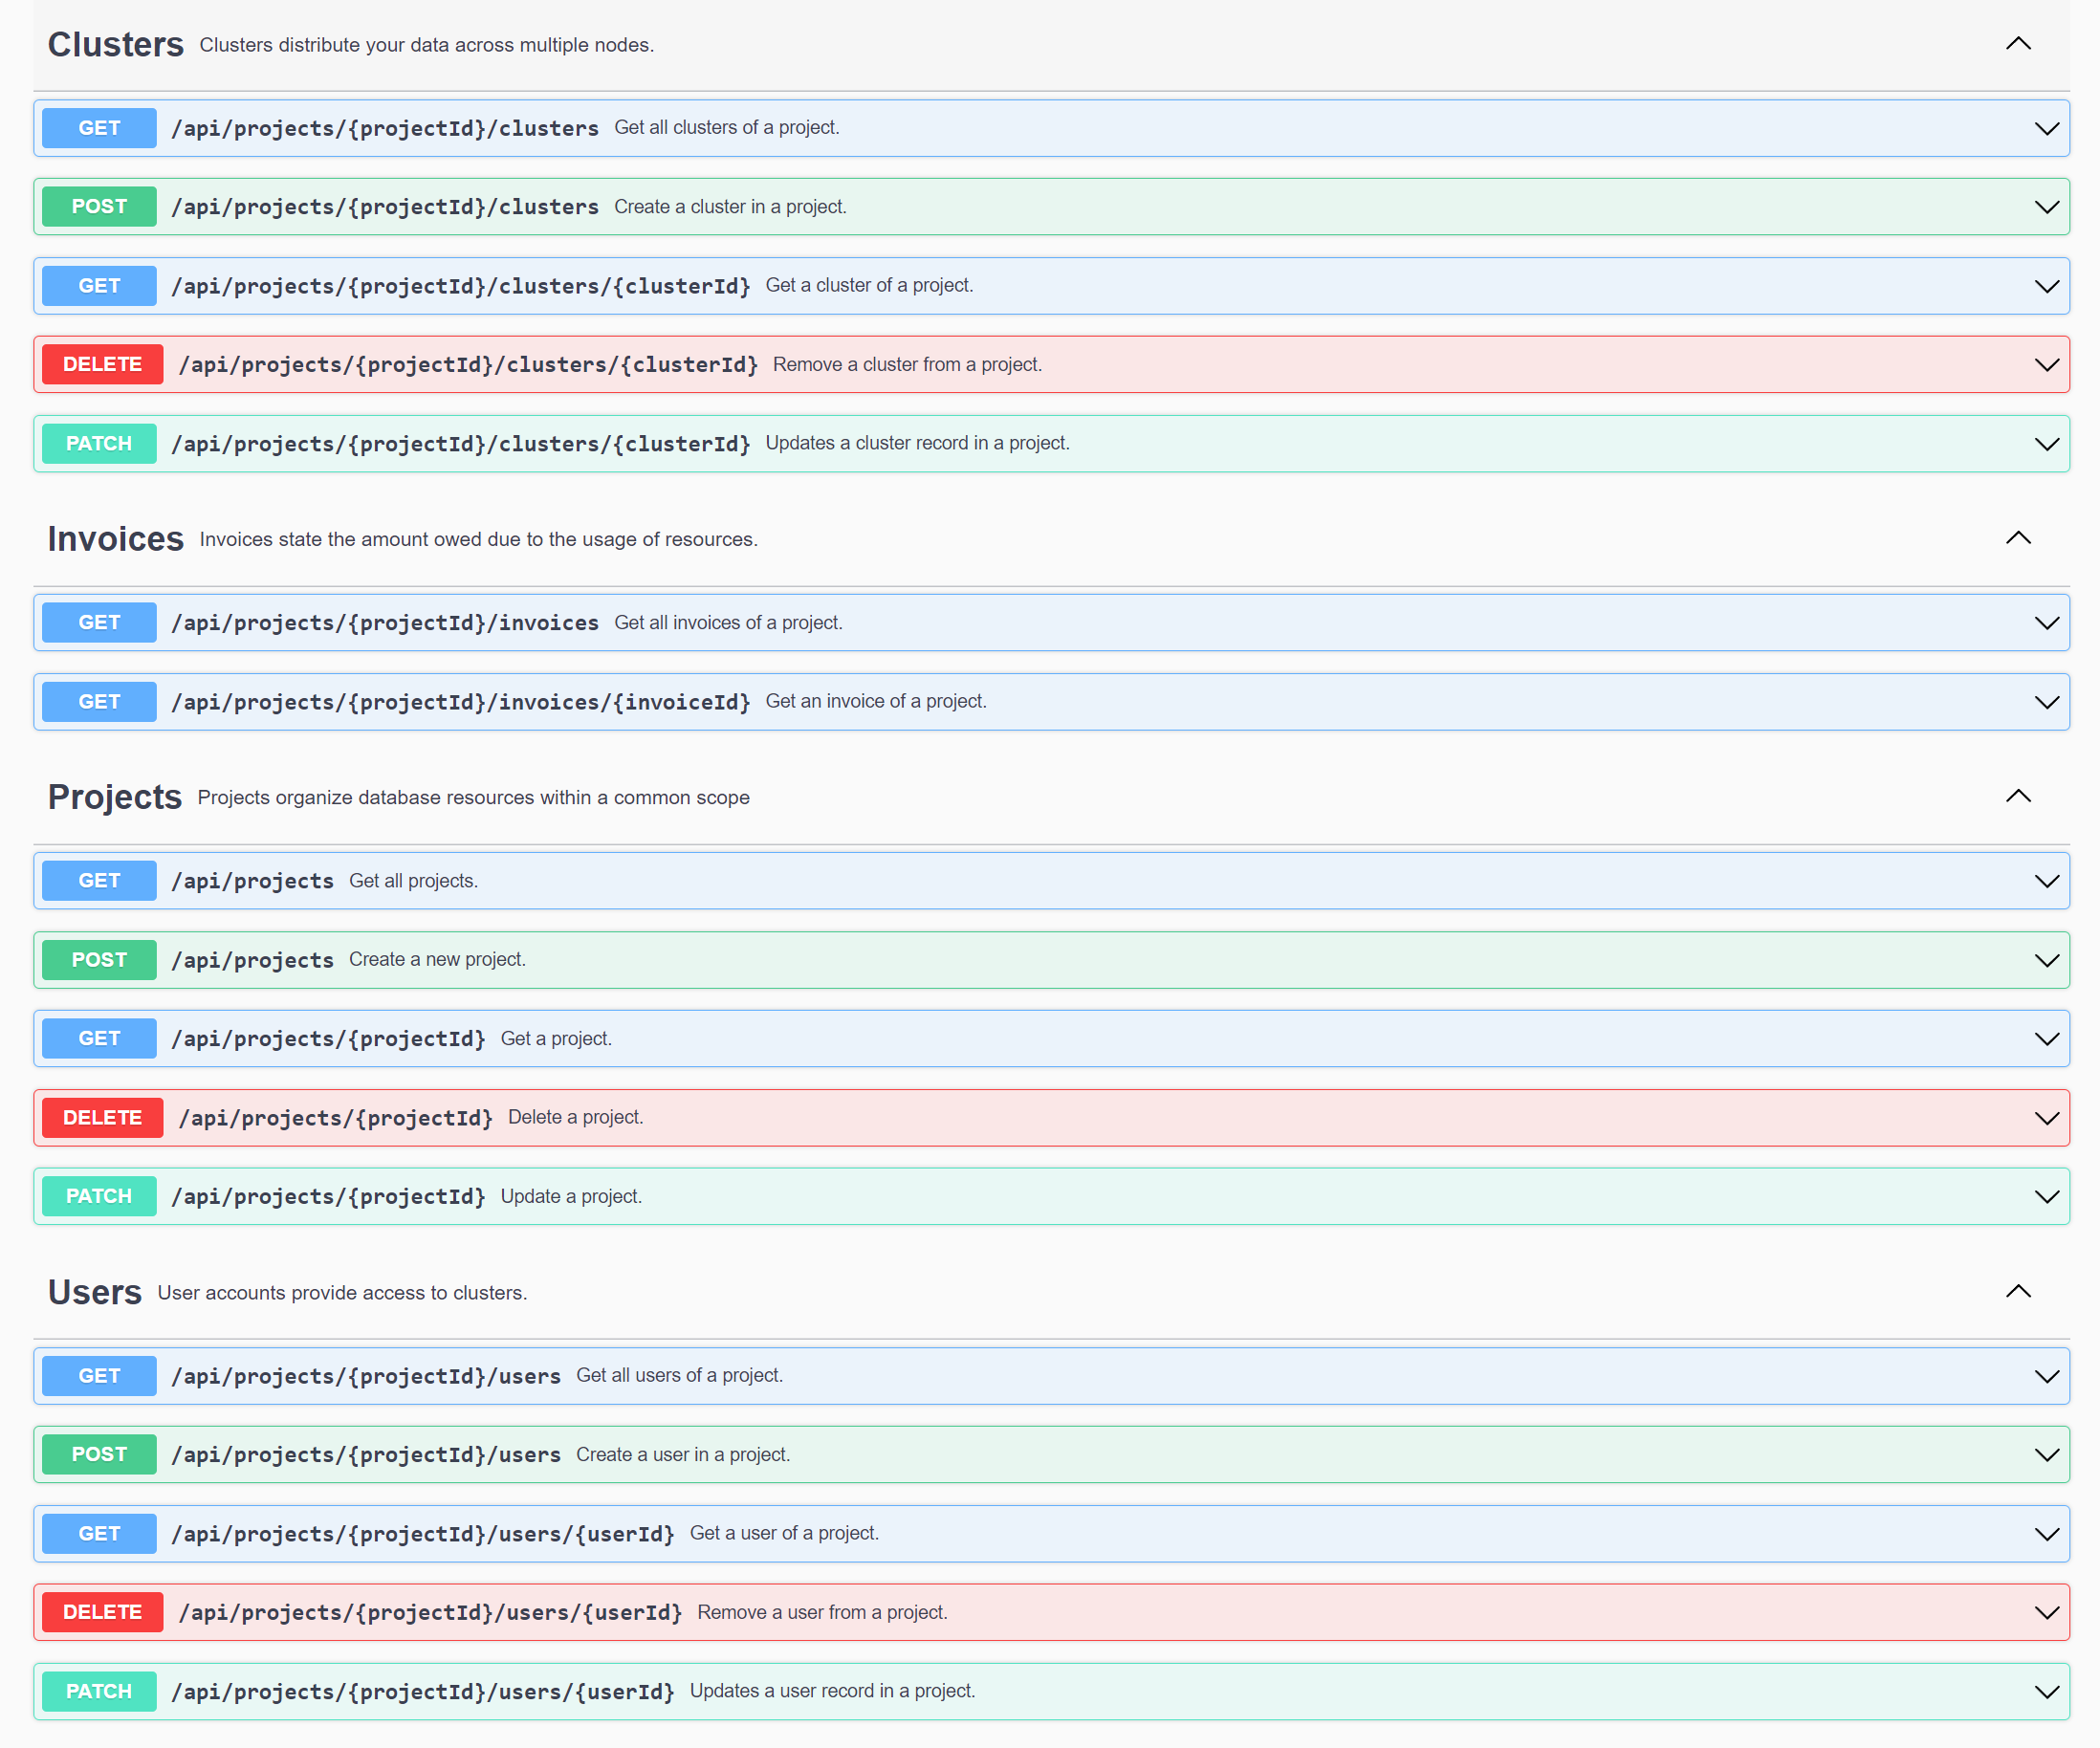 Clusters Clusters distribute your data across multiple nodes.
GET /api/projects/{projectId}/clusters Get all clusters of a project.
POST /api/projects/{projectId}/clusters Create a cluster in a project.
GET /api/projects/{projectId}/clusters/{clusterId} Get a cluster of a project.
DELETE /api/projects/{projectId}/clusters/{clusterId} Remove a cluster from a project.
PATCH /api/projects/{projectId}/clusters/{clusterId} Updates a cluster record in a project.
Invoices Invoices state the amount owed due to the usage of resources.
GET /api/projects/{projectId}/invoices Get all invoices of a project.
GET /api/projects/{projectId}/invoices/{invoiceId} Get an invoice of a project.
Projects Projects organize database resources within a common scope
GET /api/projects Get all projects.
POST /api/projects Create a new project.
GET /api/projects/{projectId} Get a project.
DELETE /api/projects/{projectId} Delete a project.
PATCH /api/projects/{projectId} Update a project.
Users User accounts provide access to clusters.
GET /api/projects/{projectId}/users Get all users of a project.
POST /api/projects/{projectId}/users Create a user in a project.
GET /api/projects/{projectId}/users/{userId} Get a user of a project.
DELETE /api/projects/{projectId}/users/{userId} Remove a user from a project.
PATCH /api/projects/{projectId}/users/{userId} Updates a user record in a project.